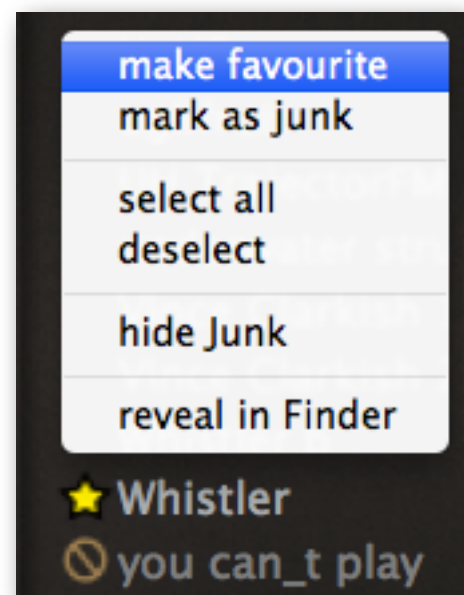 make favourite
mark as junk
select all
deselect
hide Junk
reveal in Finder
Whistler
you can_t play